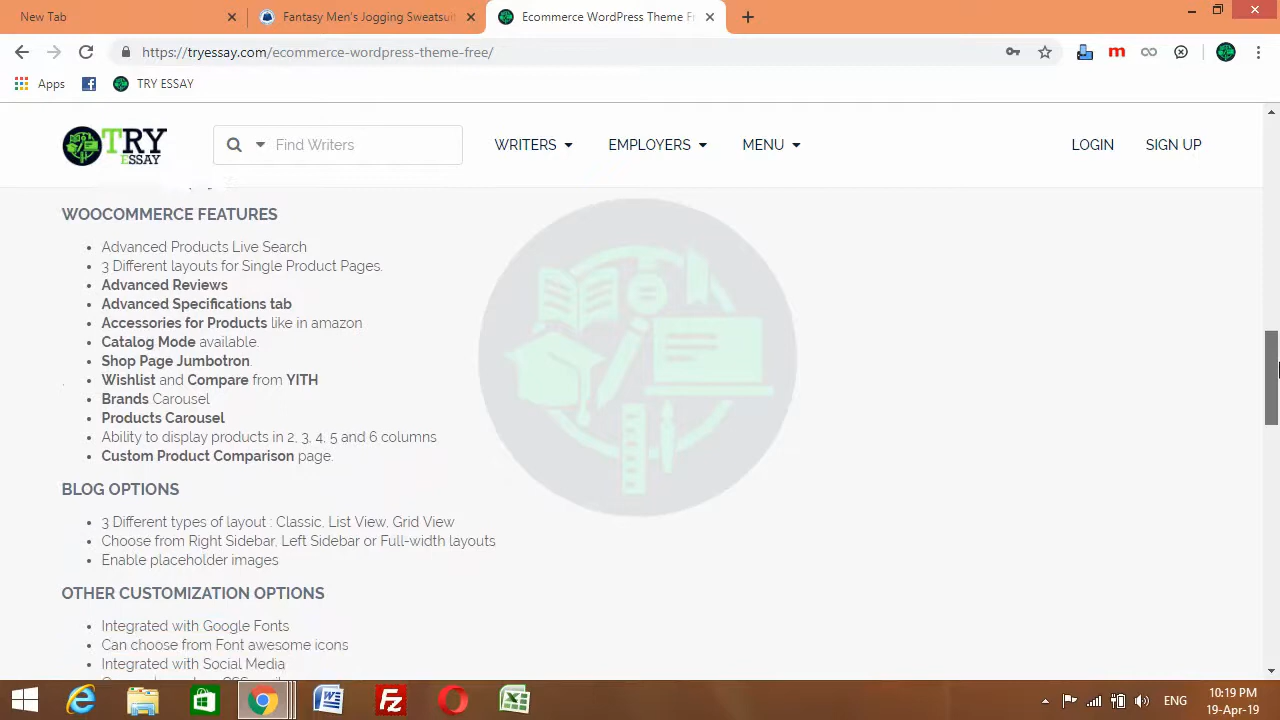 New Tab
Fantasy Men's Jogging Sweatsuit
Ecommerce WordPress Theme Fr
https://tryessay.com/ecommerce-wordpress-theme-free/
Apps
TRY ESSAY
TRY
ESSAY
Find Writers
WRITERS
EMPLOYERS
MENU
LOGIN
SIGN UP
WOOCOMMERCE FEATURES
• Advanced Products Live Search
• 3 Different layouts for Single Product Pages.
• Advanced Reviews
• Advanced Specifications tab
• Accessories for Products like in amazon
• Catalog Mode available.
• Shop Page Jumbotron.
• Wishlist and Compare from YITH
• Brands Carousel
• Products Carousel
• Ability to display products in 2, 3, 4, 5 and 6 columns
• Custom Product Comparison page.
BLOG OPTIONS
• 3 Different types of layout : Classic, List View, Grid View
• Choose from Right Sidebar, Left Sidebar or Full-width layouts
• Enable placeholder images
OTHER CUSTOMIZATION OPTIONS
• Integrated with Google Fonts
• Can choose from Font awesome icons
• Integrated with Social Media
ENG
10:19 PM
19-Apr-19